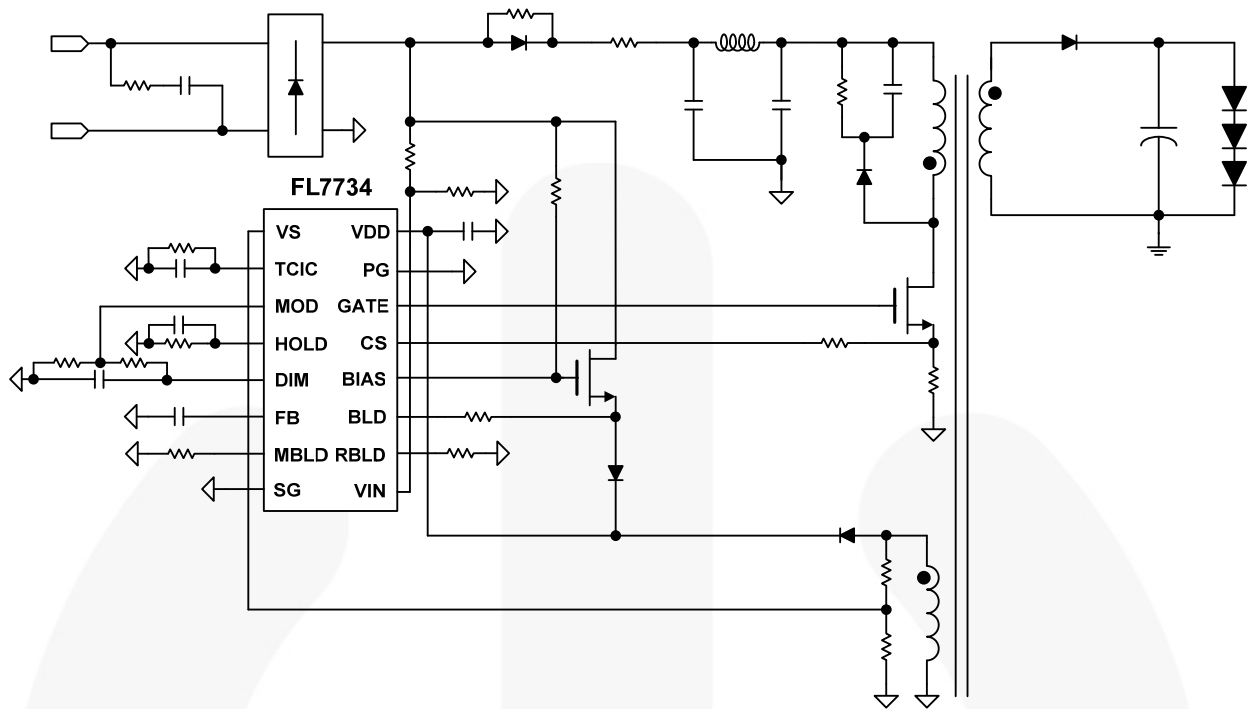 FL7734
VS VDD
TCIC PG
MOD GATE
HOLD CS
DIM BIAS
FB BLD
MBLD RBLD
SG VIN